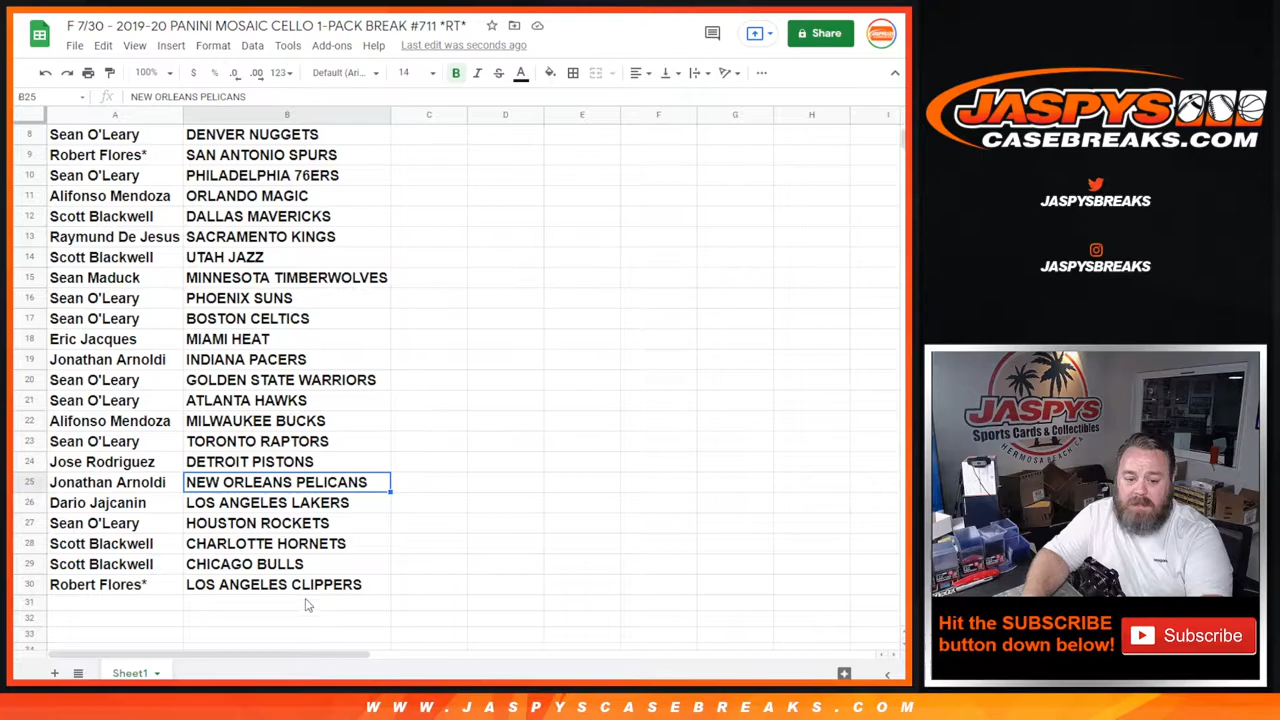 F 7/30 - 2019-20 PANINI MOSAIC CELLO 1-PACK BREAK #711 *RT*
File Edit View Insert Format Data Tools Add-ons Help Last edit was seconds ago
Share
100% $ % .0 .00 123 Default (Ari... 14 B I S A
B25 fx NEW ORLEANS PELICANS
A B C D E F G H I
8 Sean O'Leary DENVER NUGGETS
9 Robert Flores* SAN ANTONIO SPURS
10 Sean O'Leary PHILADELPHIA 76ERS
11 Alifonso Mendoza ORLANDO MAGIC
12 Scott Blackwell DALLAS MAVERICKS
13 Raymund De Jesus SACRAMENTO KINGS
14 Scott Blackwell UTAH JAZZ
15 Sean Maduck MINNESOTA TIMBERWOLVES
16 Sean O'Leary PHOENIX SUNS
17 Sean O'Leary BOSTON CELTICS
18 Eric Jacques MIAMI HEAT
19 Jonathan Arnoldi INDIANA PACERS
20 Sean O'Leary GOLDEN STATE WARRIORS
21 Sean O'Leary ATLANTA HAWKS
22 Alifonso Mendoza MILWAUKEE BUCKS
23 Sean O'Leary TORONTO RAPTORS
24 Jose Rodriguez DETROIT PISTONS
25 Jonathan Arnoldi NEW ORLEANS PELICANS
26 Dario Jajcanin LOS ANGELES LAKERS
27 Sean O'Leary HOUSTON ROCKETS
28 Scott Blackwell CHARLOTTE HORNETS
29 Scott Blackwell CHICAGO BULLS
30 Robert Flores* LOS ANGELES CLIPPERS
31
32
33
Sheet1
JASPYS
CASEBREAKS.COM
JASPYSBREAKS
JASPYSBREAKS
JASPYS
Sports Cards & Collectibles
HERMOSA BEACH CA
Hit the SUBSCRIBE
button down below!
Subscribe
WWW.JASPYSCASEBREAKS.COM